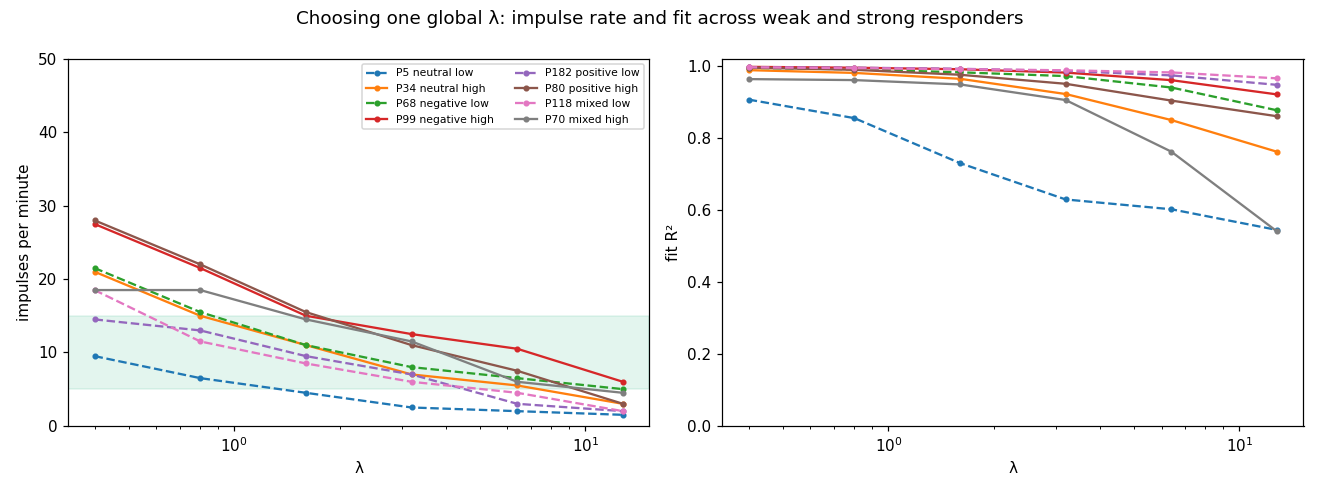 Choosing one global λ: impulse rate and fit across weak and strong responders
impulses per minute
50
40
30
20
10
0
P5 neutral low
P34 neutral high
P68 negative low
P99 negative high
P182 positive low
P80 positive high
P118 mixed low
P70 mixed high
10⁰
10¹
λ
fit R²
1.0
0.8
0.6
0.4
0.2
0.0
10⁰
10¹
λ